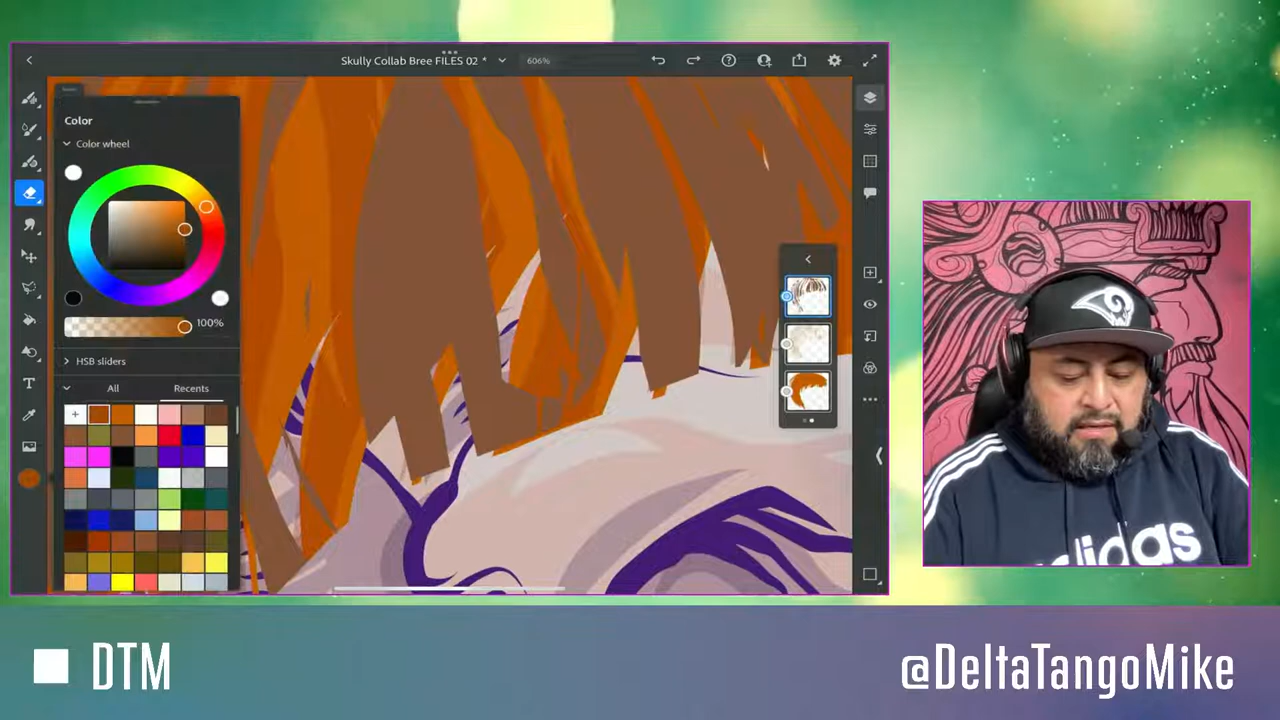 Skully Collab Bree FILES 02 *
606%
Color
Color wheel
100%
HSB sliders
All
Recents
adidas
DTM
@DeltaTangoMike